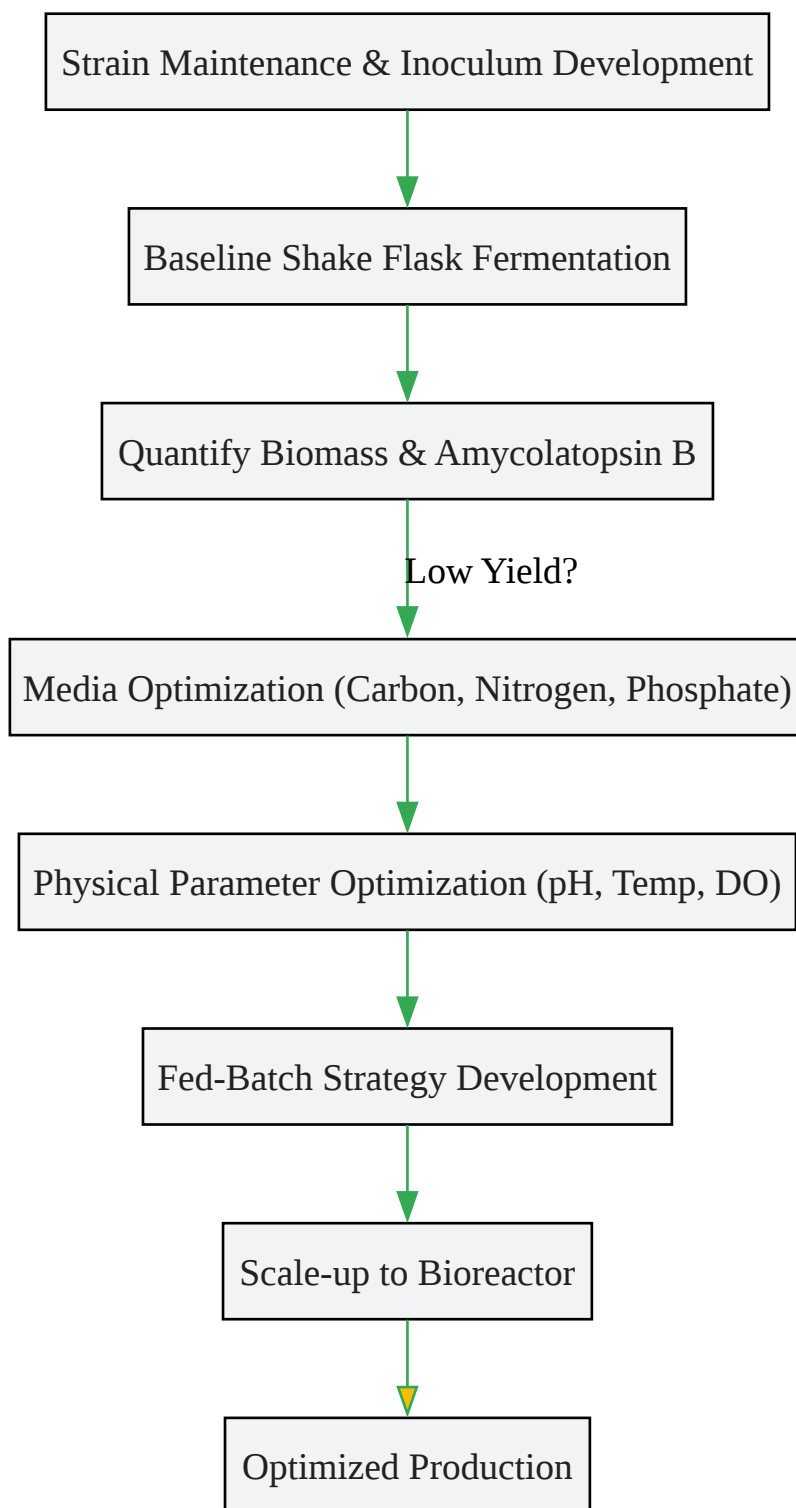 Strain Maintenance & Inoculum Development
Baseline Shake Flask Fermentation
Quantify Biomass & Amycolatopsin B
Low Yield?
Media Optimization (Carbon, Nitrogen, Phosphate)
Physical Parameter Optimization (pH, Temp, DO)
Fed-Batch Strategy Development
Scale-up to Bioreactor
Optimized Production